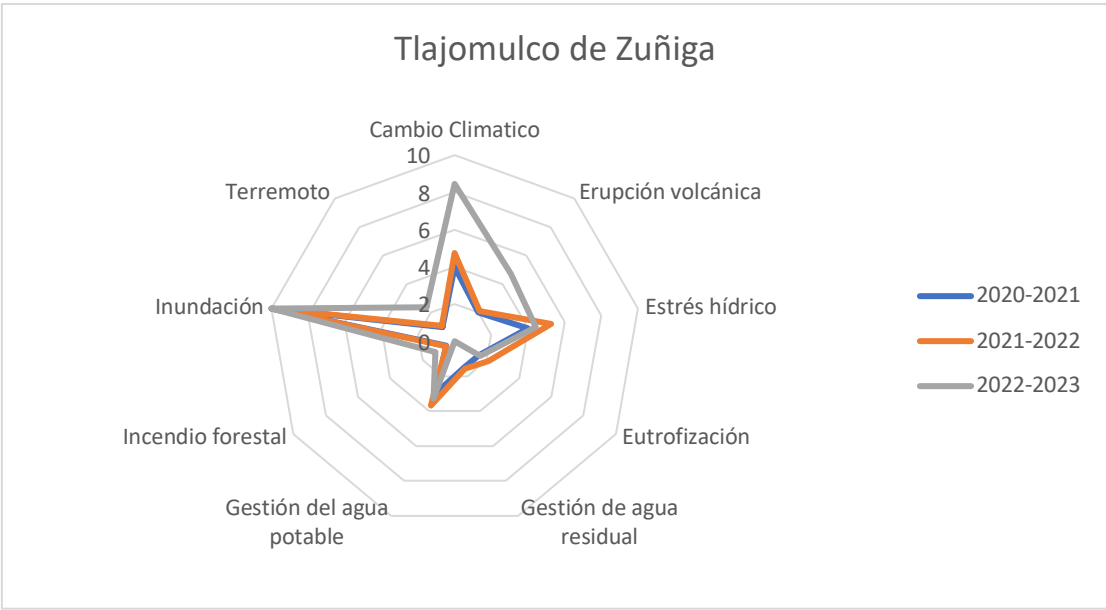 Tlajomulco de Zuñiga
Cambio Climatico
10
Terremoto
8
Erupción volcánica
6
4
2
Inundación
Estrés hídrico
0
Incendio forestal
Eutrofización
Gestión del agua
potable
Gestión de agua
residual
2020-2021
2021-2022
2022-2023